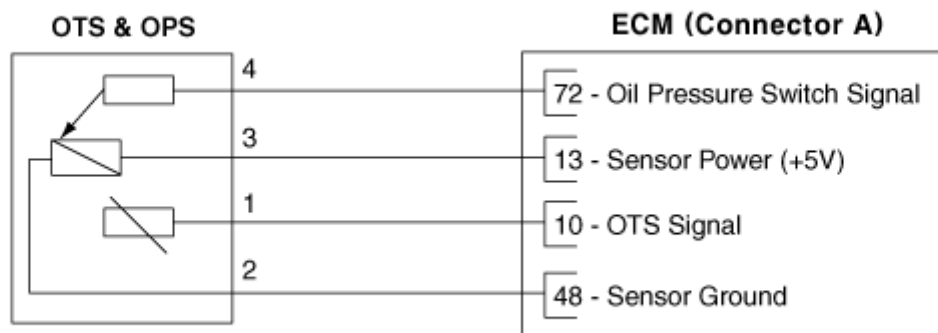 OTS & OPS
ECM (Connector A)
4
72 - Oil Pressure Switch Signal
3
13 - Sensor Power (+5V)
1
10 - OTS Signal
2
48 - Sensor Ground